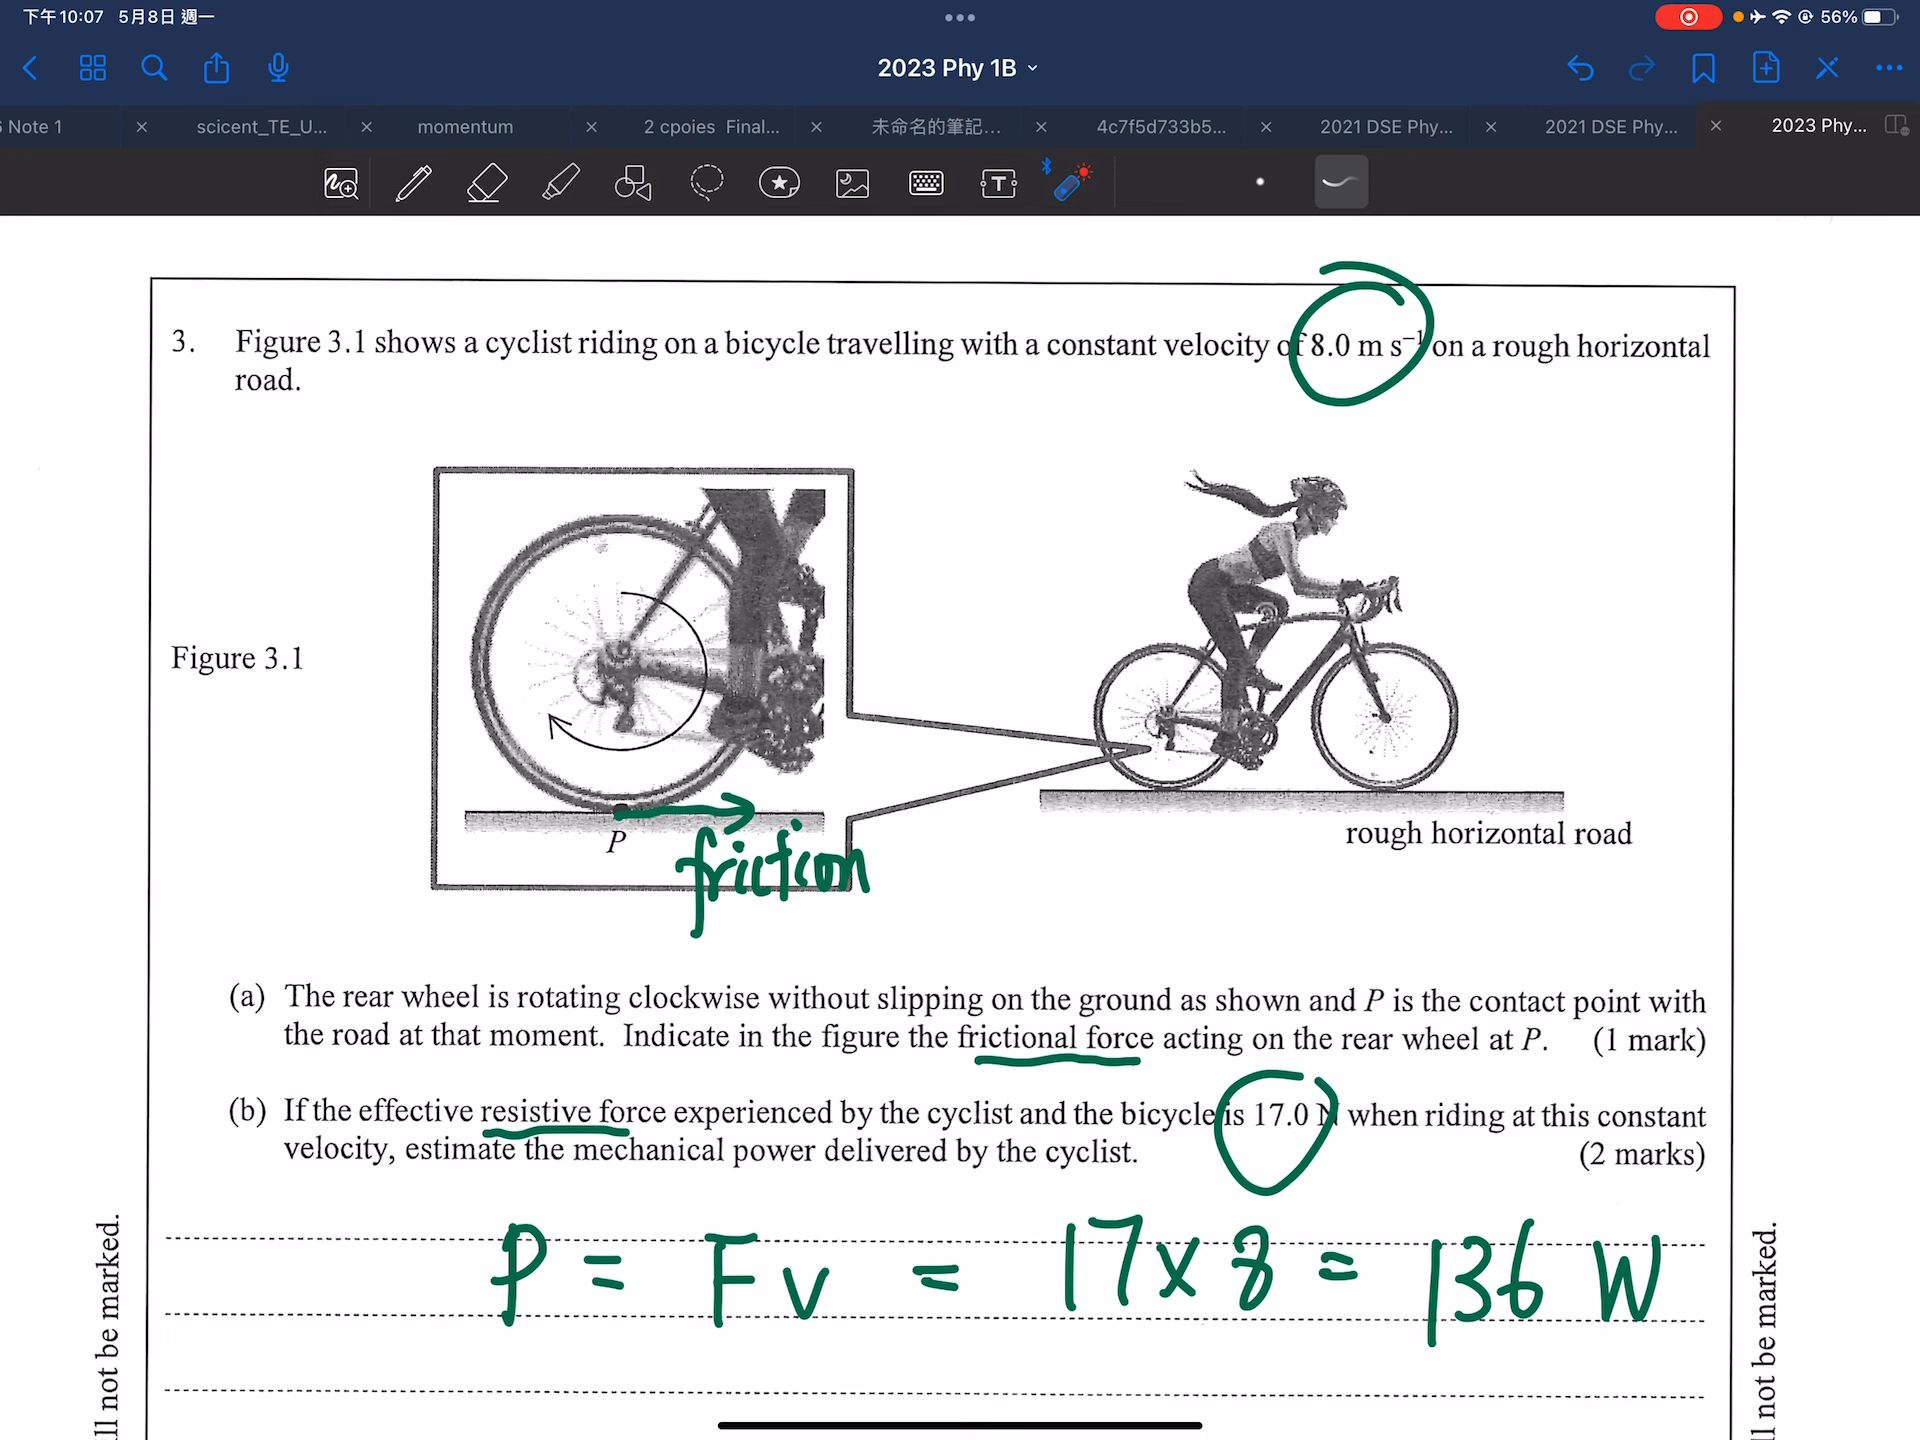 下午10:07 5月8日 週一
56%
2023 Phy 1B
Note 1
scicent_TE_U...
momentum
2 cpoies Final...
未命名的筆記...
4c7f5d733b5...
2021 DSE Phy...
2021 DSE Phy...
2023 Phy...
3. Figure 3.1 shows a cyclist riding on a bicycle travelling with a constant velocity of 8.0 m s⁻¹ on a rough horizontal
road.
Figure 3.1
P
friction
rough horizontal road
(a) The rear wheel is rotating clockwise without slipping on the ground as shown and P is the contact point with
the road at that moment. Indicate in the figure the frictional force acting on the rear wheel at P. (1 mark)
(b) If the effective resistive force experienced by the cyclist and the bicycle is 17.0 N when riding at this constant
velocity, estimate the mechanical power delivered by the cyclist. (2 marks)
P = Fv = 17 x 8 = 136 W
ll not be marked.
ll not be marked.